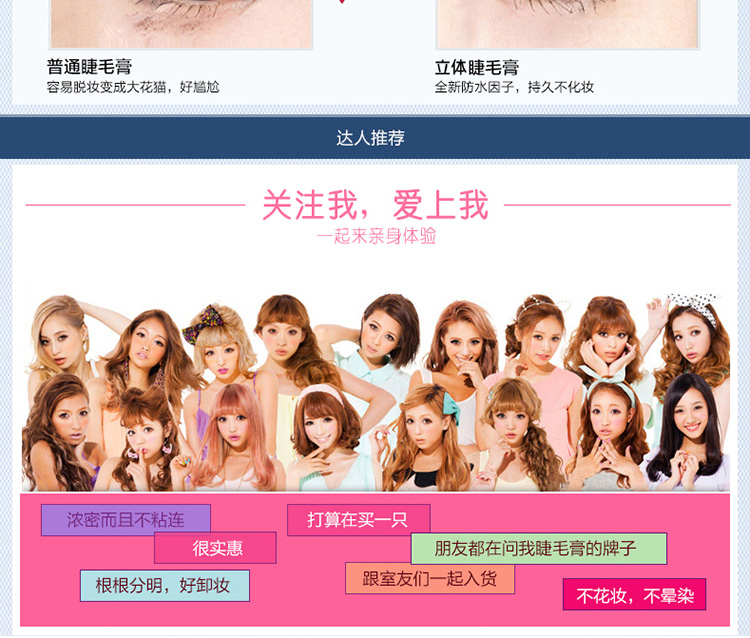 普通睫毛膏
容易脱妆变成大花猫，好尴尬
立体睫毛膏
全新防水因子，持久不化妆
达人推荐
关注我，爱上我
一起来亲身体验
浓密而且不粘连
打算在买一只
很实惠
朋友都在问我睫毛膏的牌子
根根分明，好卸妆
跟室友们一起入货
不花妆，不晕染